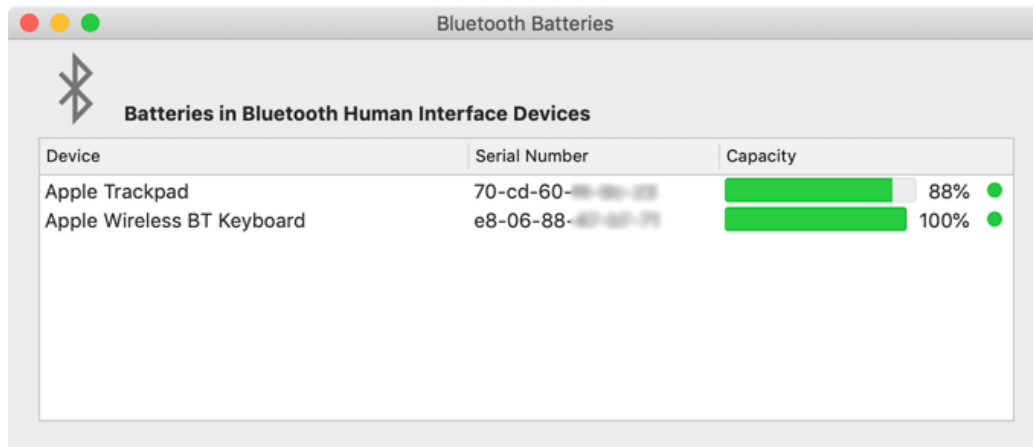 Bluetooth Batteries
Batteries in Bluetooth Human Interface Devices
Device Serial Number Capacity
Apple Trackpad 70-cd-60- 88%
Apple Wireless BT Keyboard e8-06-88- 100%